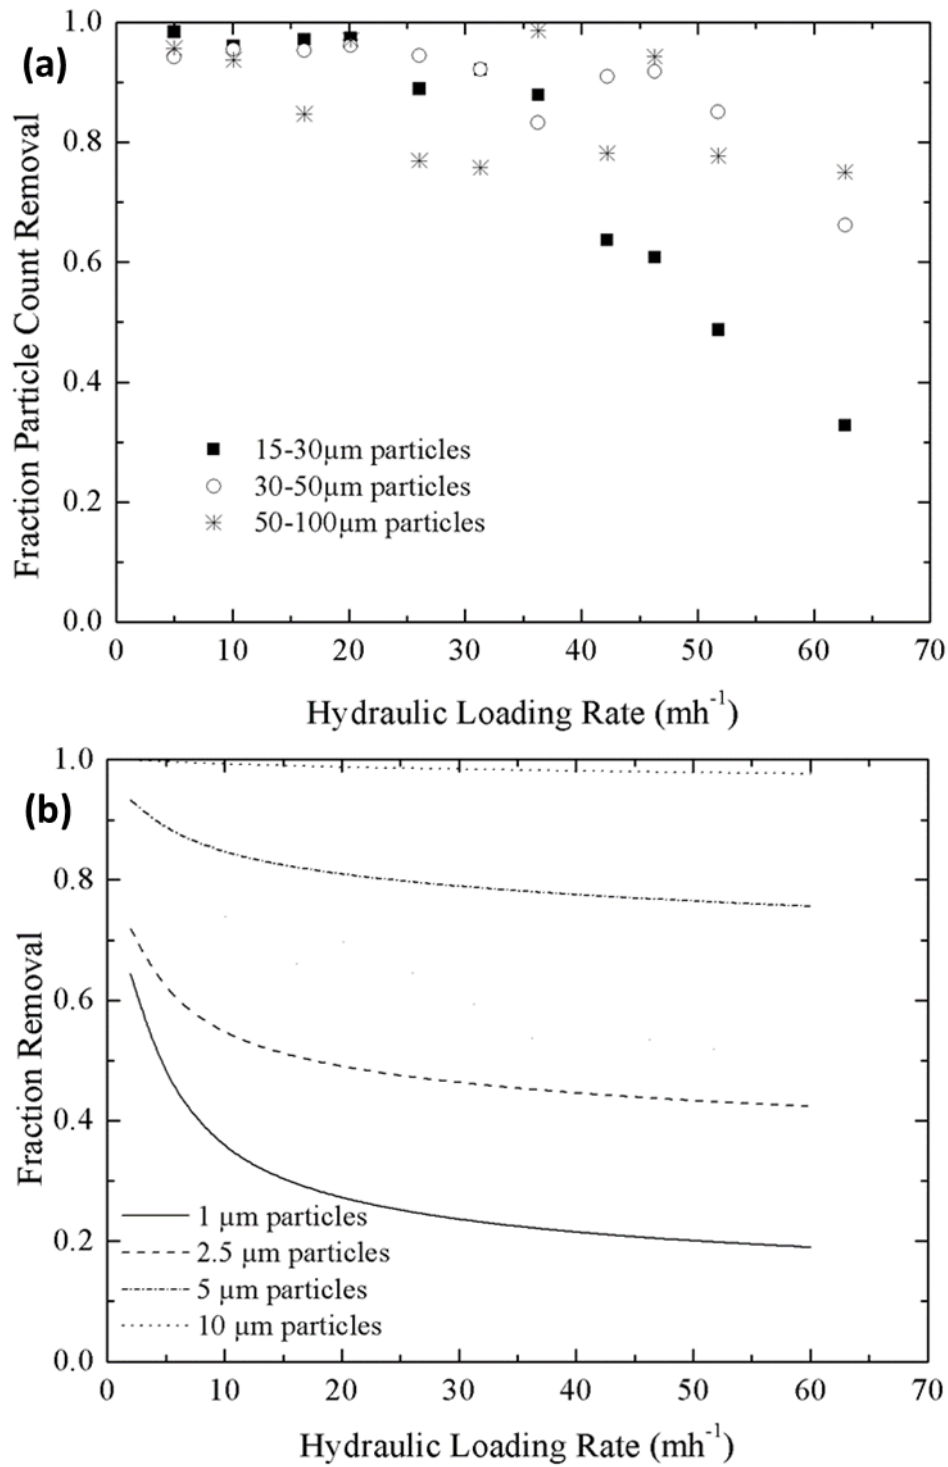 (a)
Fraction Particle Count Removal
1.0
0.8
0.6
0.4
0.2
0.0
15-30µm particles
30-50µm particles
50-100µm particles
0 10 20 30 40 50 60 70
Hydraulic Loading Rate (mh⁻¹)
(b)
Fraction Removal
1.0
0.8
0.6
0.4
0.2
0.0
1 µm particles
2.5 µm particles
5 µm particles
10 µm particles
0 10 20 30 40 50 60 70
Hydraulic Loading Rate (mh⁻¹)